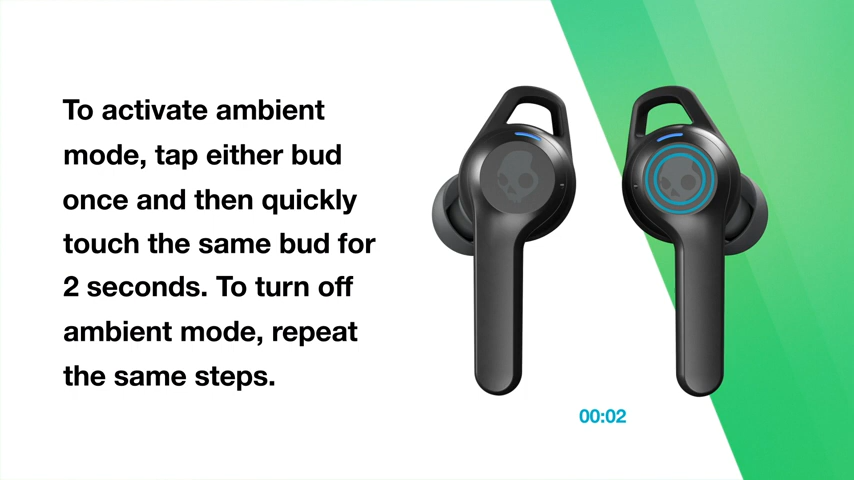 To activate ambient
mode, tap either bud
once and then quickly
touch the same bud for
2 seconds. To turn off
ambient mode, repeat
the same steps.
00:02